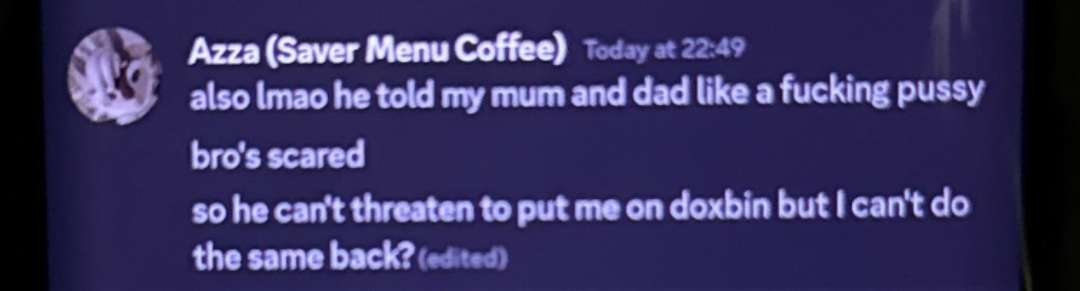 Azza (Saver Menu Coffee) Today at 22:49
also lmao he told my mum and dad like a fucking pussy
bro's scared
so he can't threaten to put me on doxbin but I can't do
the same back? (edited)